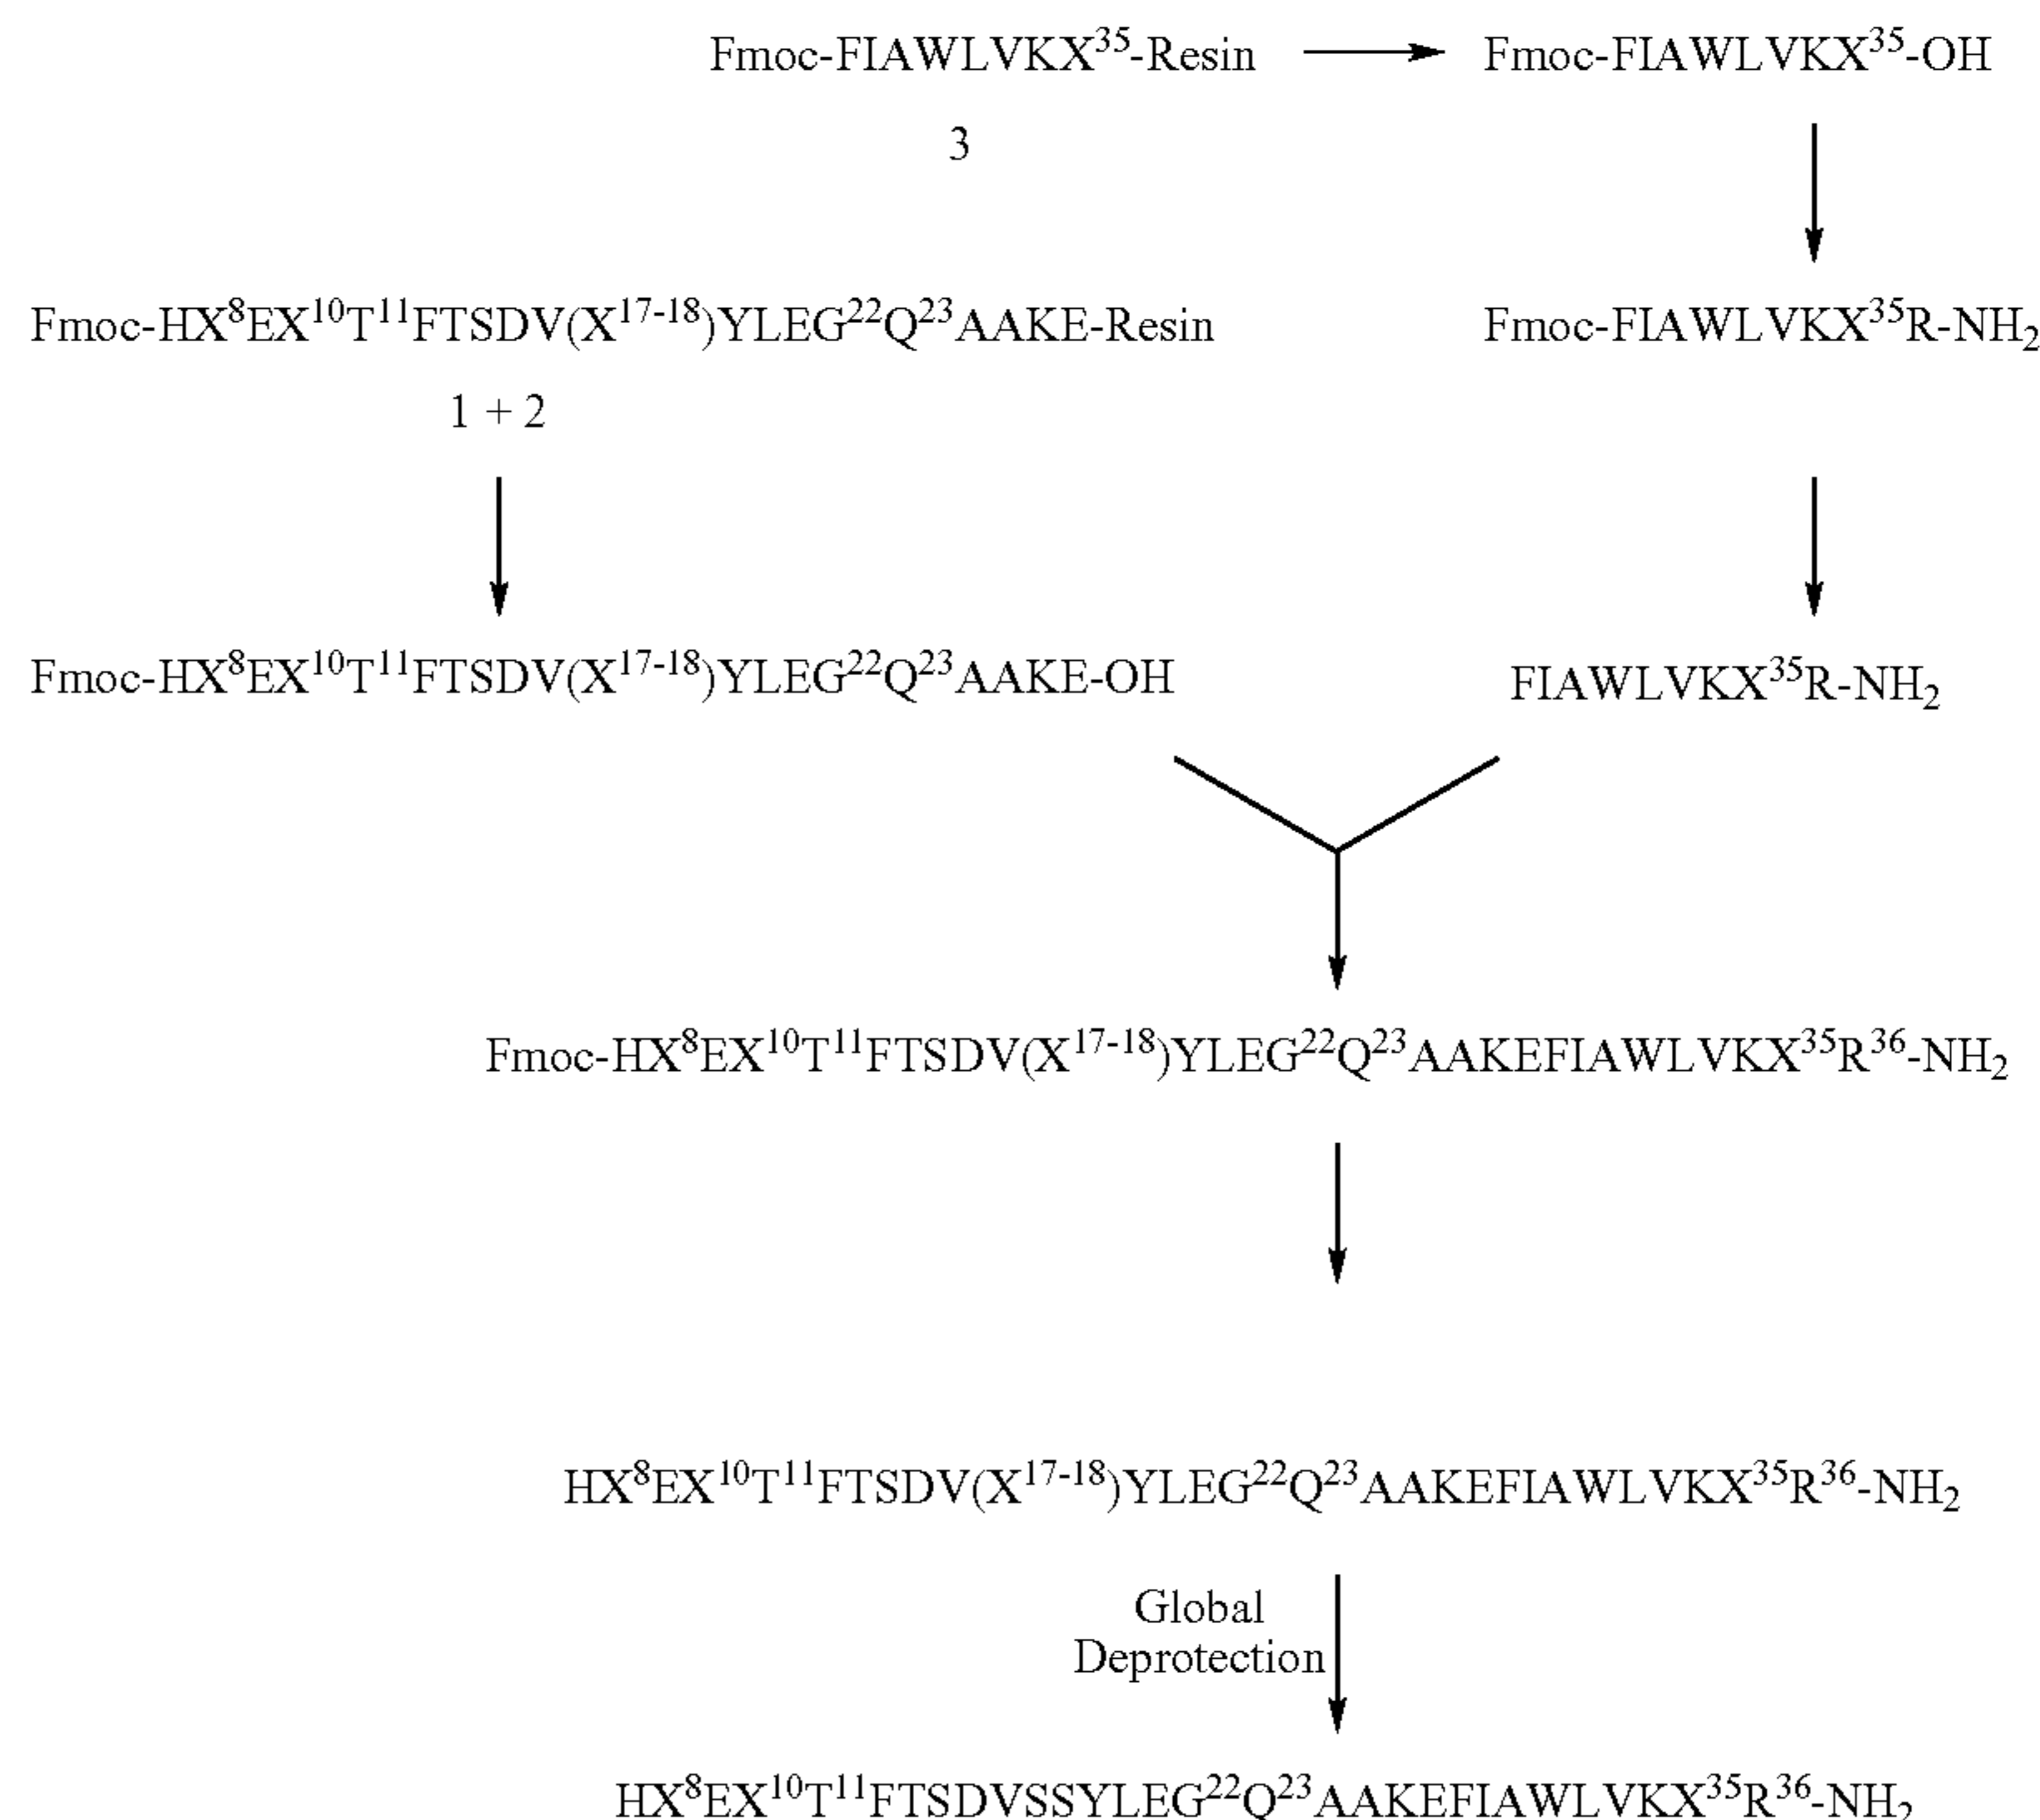 Fmoc-FIAWLVKX³⁵-Resin Fmoc-FIAWLVKX³⁵-OH
3
Fmoc-HX⁸EX¹⁰T¹¹FTSDV(X¹⁷⁻¹⁸)YLEG²²Q²³AAKE-Resin Fmoc-FIAWLVKX³⁵R-NH₂
1 + 2
Fmoc-HX⁸EX¹⁰T¹¹FTSDV(X¹⁷⁻¹⁸)YLEG²²Q²³AAKE-OH FIAWLVKX³⁵R-NH₂
Fmoc-HX⁸EX¹⁰T¹¹FTSDV(X¹⁷⁻¹⁸)YLEG²²Q²³AAKEFIAWLVKX³⁵R³⁶-NH₂
HX⁸EX¹⁰T¹¹FTSDV(X¹⁷⁻¹⁸)YLEG²²Q²³AAKEFIAWLVKX³⁵R³⁶-NH₂
Global
Deprotection
HX⁸EX¹⁰T¹¹FTSDVSSYLEG²²Q²³AAKEFIAWLVKX³⁵R³⁶-NH₂